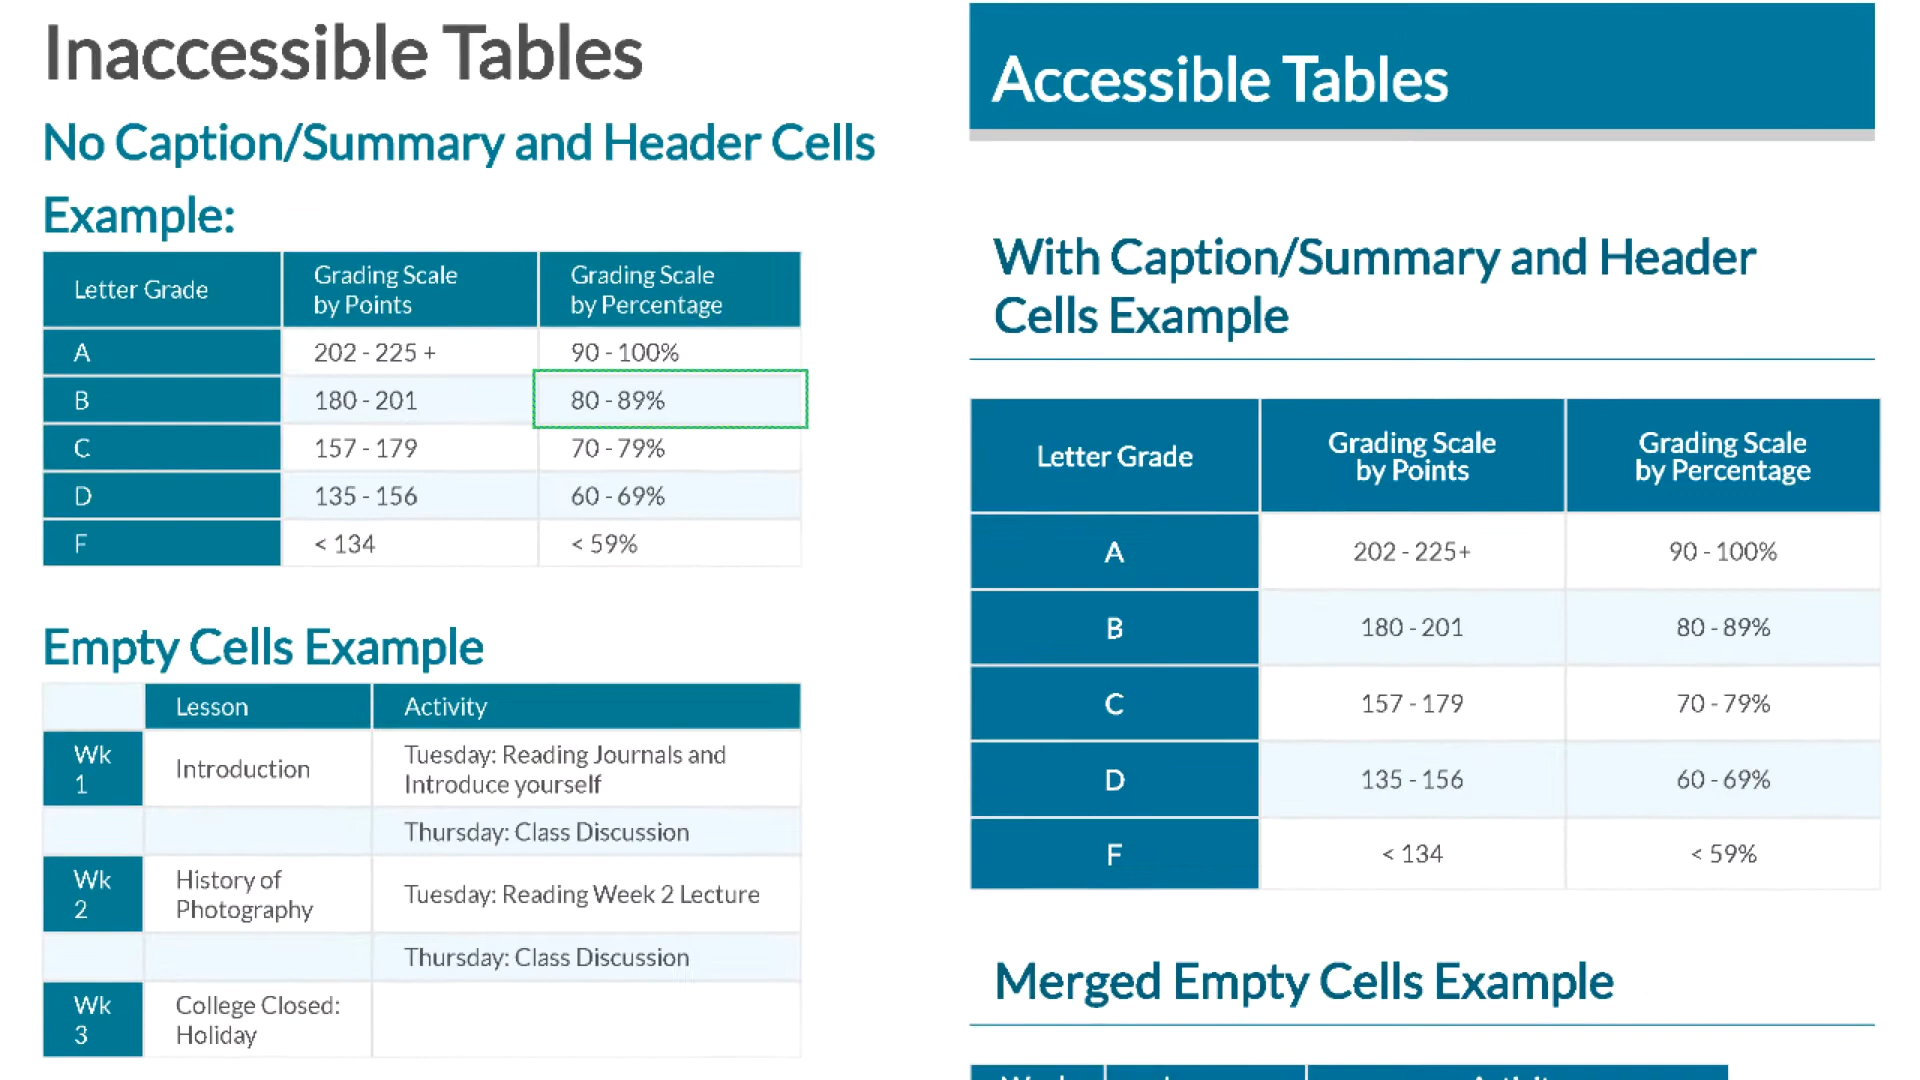 Inaccessible Tables
No Caption/Summary and Header Cells
Example:
Letter Grade
Grading Scale
by Points
Grading Scale
by Percentage
A
202 - 225 +
90 - 100%
B
180 - 201
80 - 89%
C
157 - 179
70 - 79%
D
135 - 156
60 - 69%
F
< 134
< 59%
Empty Cells Example
Lesson
Activity
Wk
1
Introduction
Tuesday: Reading Journals and
Introduce yourself
Thursday: Class Discussion
Wk
2
History of
Photography
Tuesday: Reading Week 2 Lecture
Thursday: Class Discussion
Wk
3
College Closed:
Holiday
Accessible Tables
With Caption/Summary and Header
Cells Example
Letter Grade
Grading Scale
by Points
Grading Scale
by Percentage
A
202 - 225+
90 - 100%
B
180 - 201
80 - 89%
C
157 - 179
70 - 79%
D
135 - 156
60 - 69%
F
< 134
< 59%
Merged Empty Cells Example